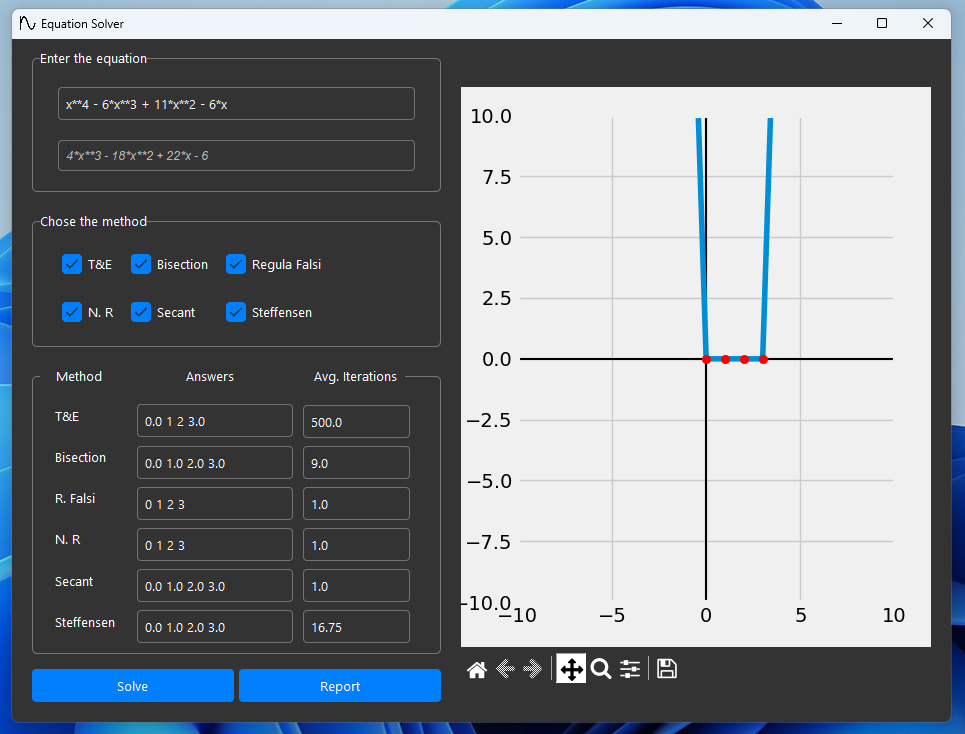 Equation Solver
Enter the equation
x**4 - 6*x**3 + 11*x**2 - 6*x
4*x**3 - 18*x**2 + 22*x - 6
Chose the method
T&E Bisection Regula Falsi
N. R Secant Steffensen
Method Answers Avg. Iterations
T&E 0.0 1 2 3.0 500.0
Bisection 0.0 1.0 2.0 3.0 9.0
R. Falsi 0 1 2 3 1.0
N. R 0 1 2 3 1.0
Secant 0.0 1.0 2.0 3.0 1.0
Steffensen 0.0 1.0 2.0 3.0 16.75
Solve Report
10.0
7.5
5.0
2.5
0.0
−2.5
−5.0
−7.5
−10.0
−10 −5 0 5 10